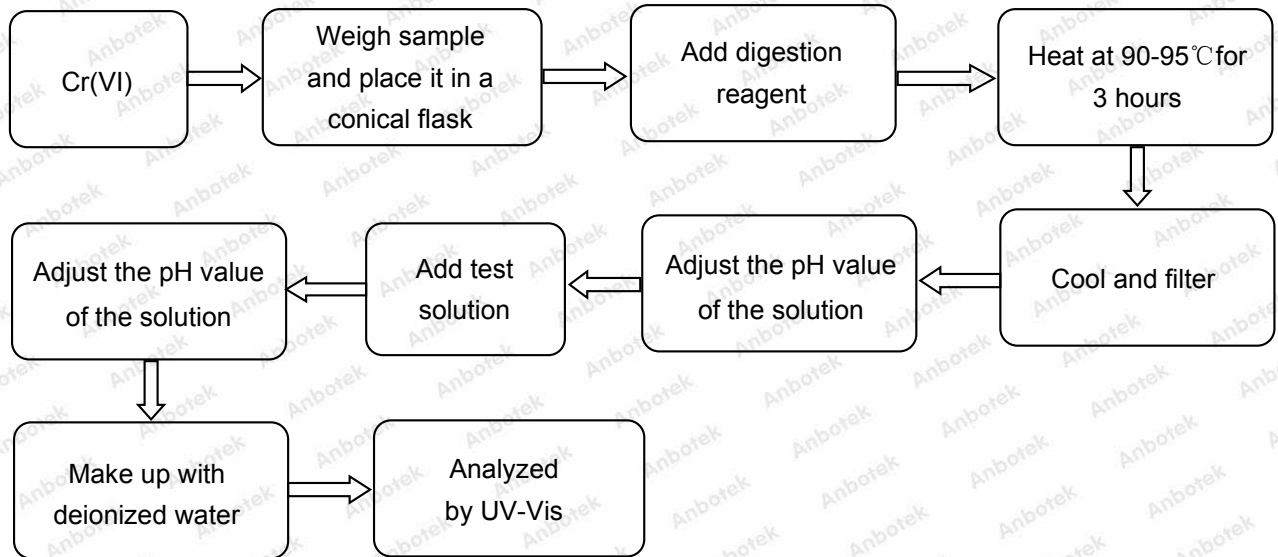 Cr(VI)
Weigh sample
and place it in a
conical flask
Add digestion
reagent
Heat at 90-95℃for
3 hours
Cool and filter
Adjust the pH value
of the solution
Add test
solution
Adjust the pH value
of the solution
Make up with
deionized water
Analyzed
by UV-Vis
Anbotek